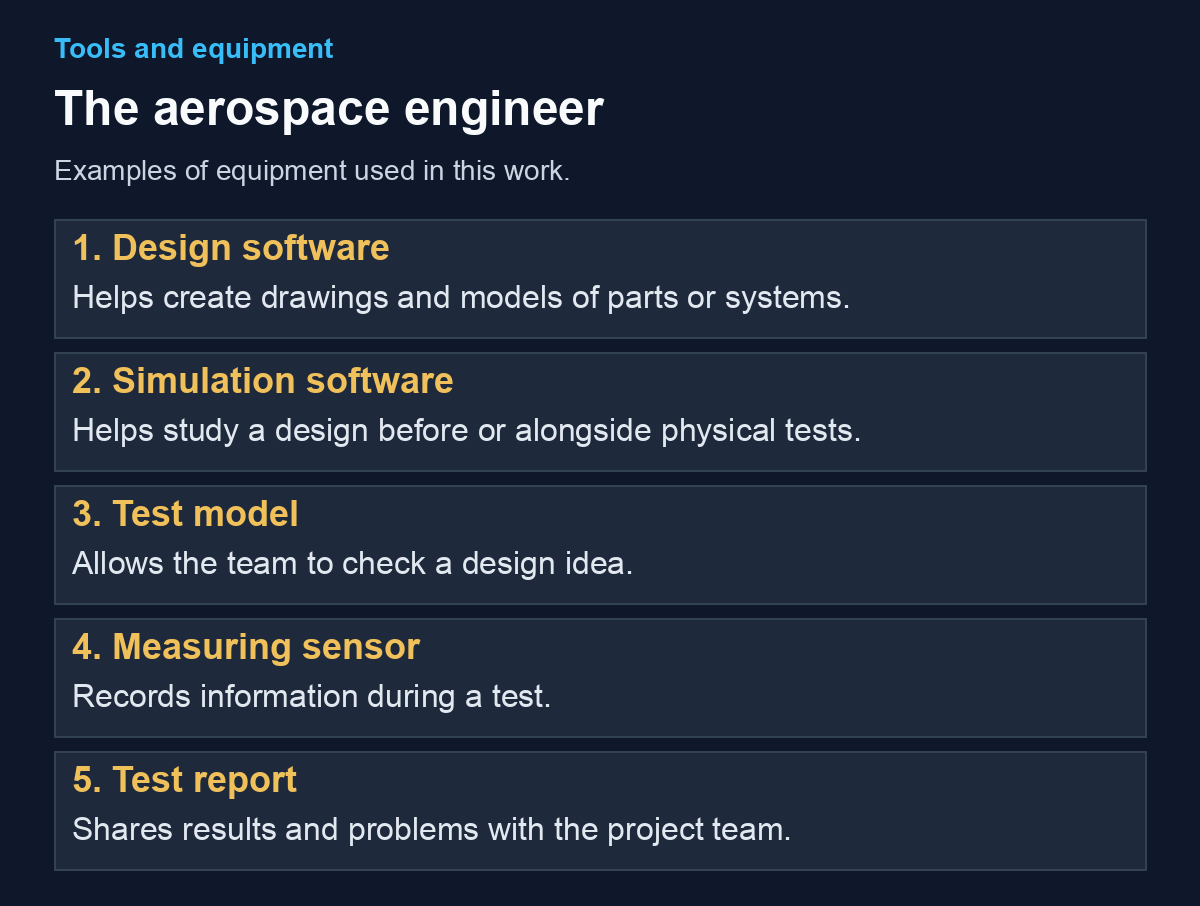 Tools and equipment
The aerospace engineer
Examples of equipment used in this work.
1. Design software
Helps create drawings and models of parts or systems.
2. Simulation software
Helps study a design before or alongside physical tests.
3. Test model
Allows the team to check a design idea.
4. Measuring sensor
Records information during a test.
5. Test report
Shares results and problems with the project team.